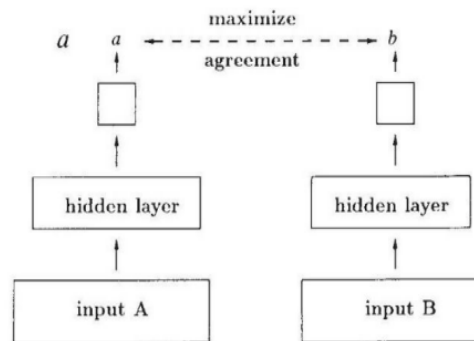 maximize
a a b
agreement
hidden layer hidden layer
input A input B